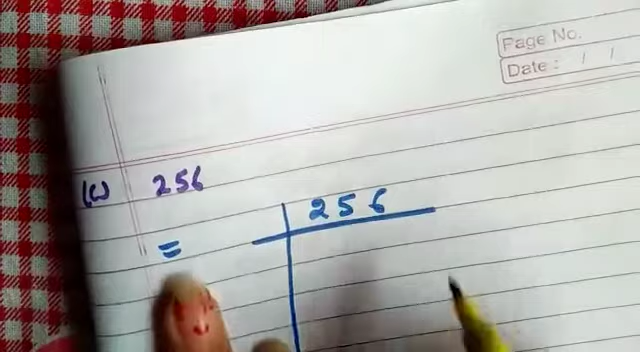 Page No.
Date : / /
(c) 256
256
=